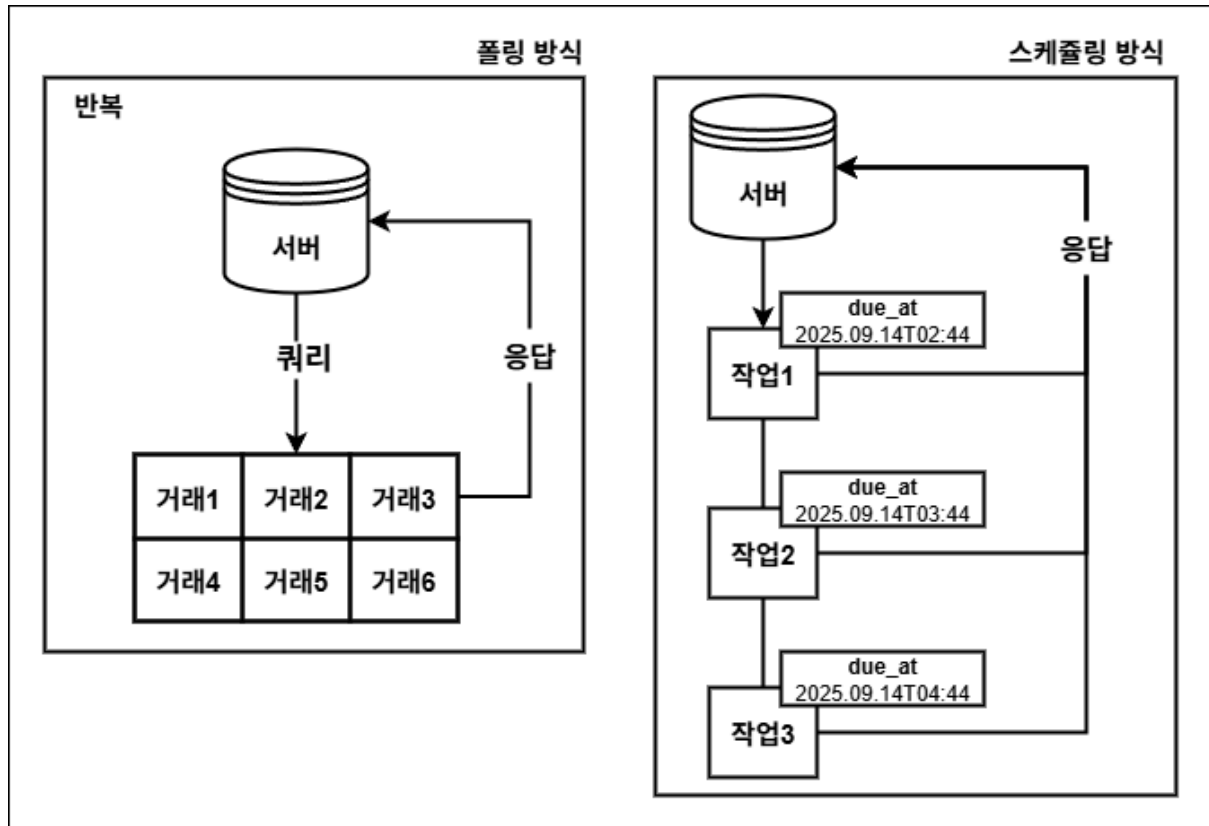 폴링 방식
반복
서버
쿼리
응답
거래1 거래2 거래3
거래4 거래5 거래6
스케쥴링 방식
서버
응답
due_at
2025.09.14T02:44
작업1
due_at
2025.09.14T03:44
작업2
due_at
2025.09.14T04:44
작업3